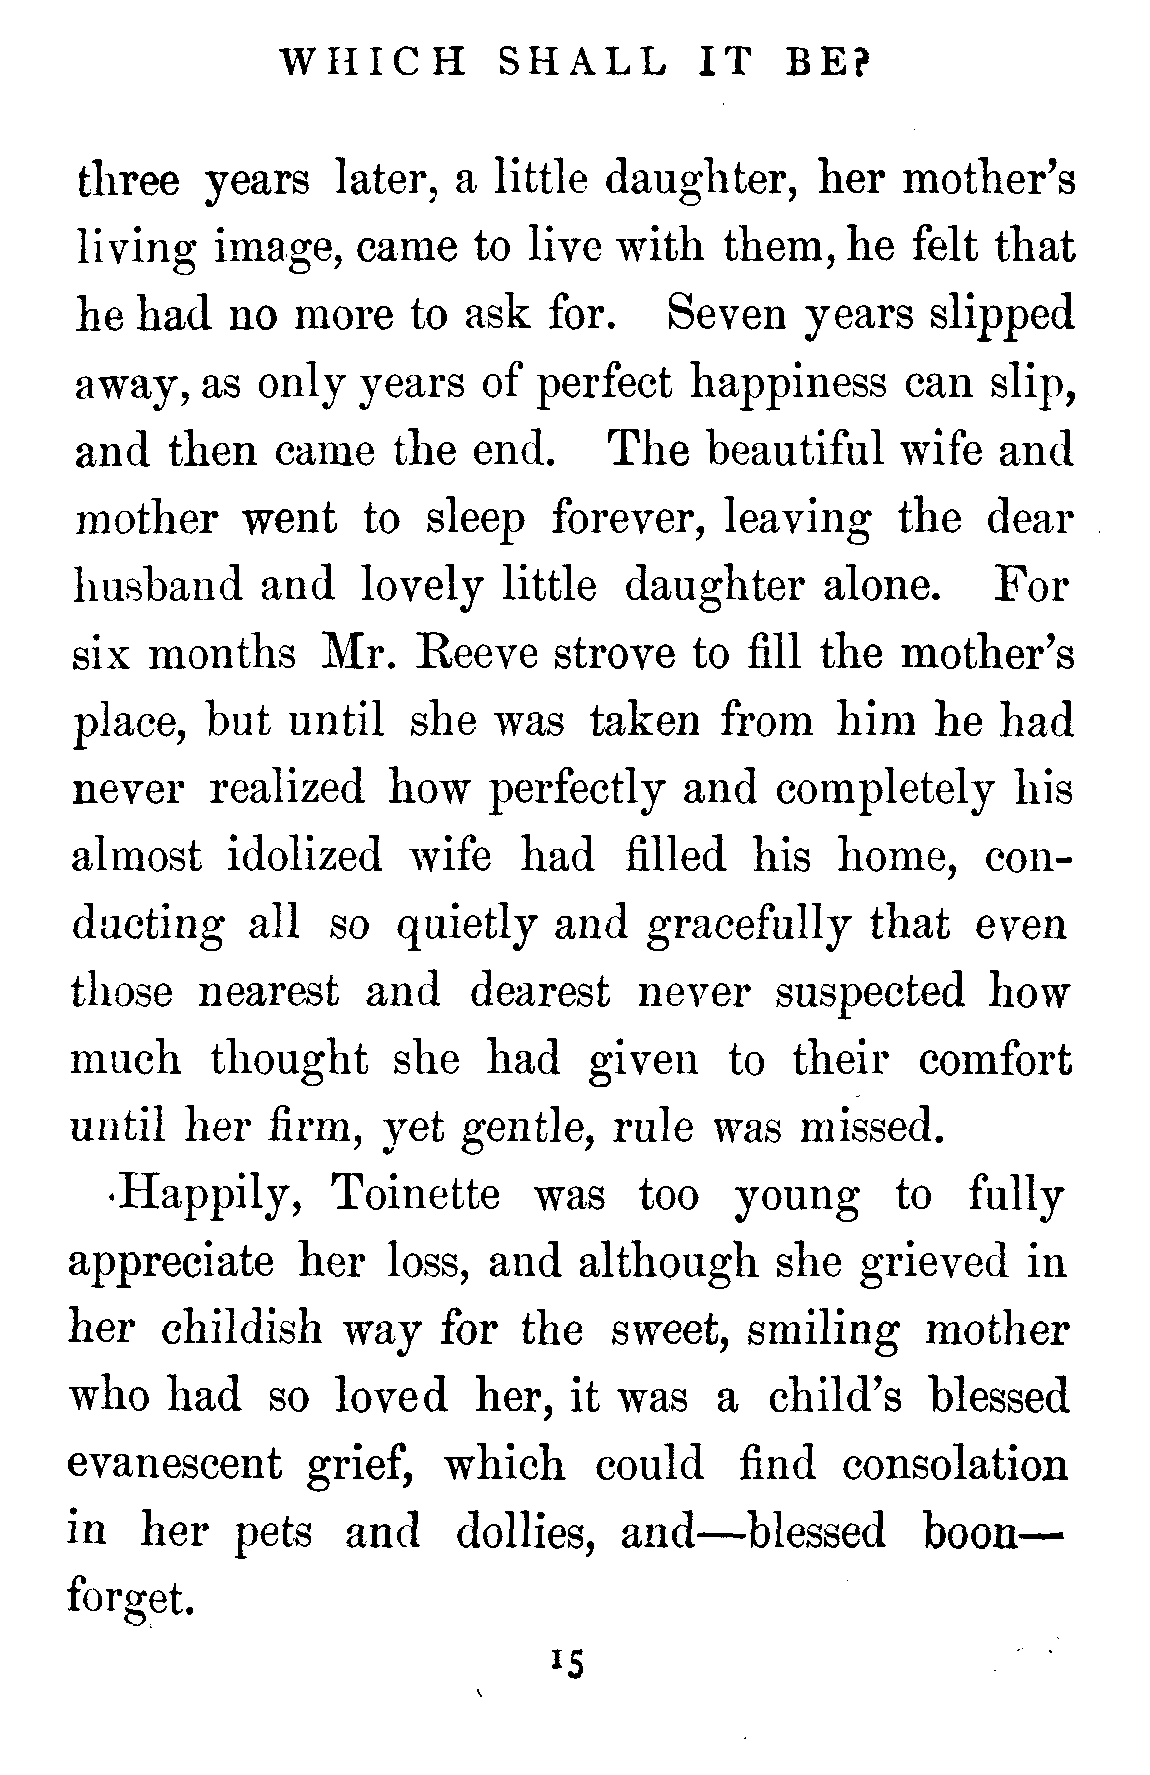 WHICH SHALL IT BE?
three years later, a little daughter, her mother's
living image, came to live with them, he felt that
he had no more to ask for. Seven years slipped
away, as only years of perfect happiness can slip,
and then came the end. The beautiful wife and
mother went to sleep forever, leaving the dear
husband and lovely little daughter alone. For
six months Mr. Reeve strove to fill the mother's
place, but until she was taken from him he had
never realized how perfectly and completely his
almost idolized wife had filled his home, con-
ducting all so quietly and gracefully that even
those nearest and dearest never suspected how
much thought she had given to their comfort
until her firm, yet gentle, rule was missed.
Happily, Toinette was too young to fully
appreciate her loss, and although she grieved in
her childish way for the sweet, smiling mother
who had so loved her, it was a child's blessed
evanescent grief, which could find consolation
in her pets and dollies, and—blessed boon—
forget.
15